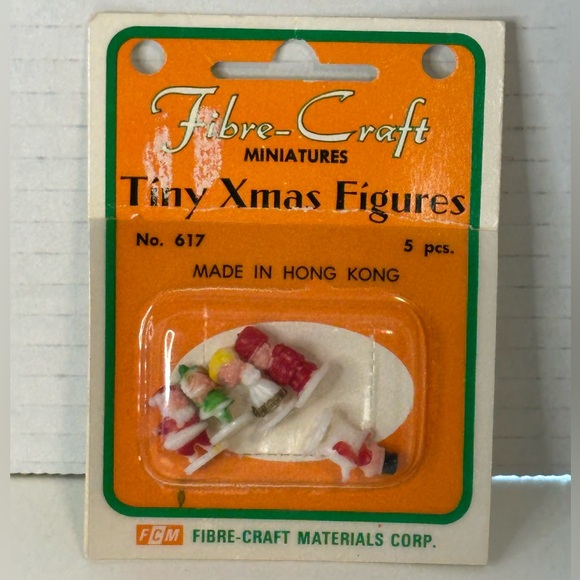 Fibre-Craft
MINIATURES
Tiny Xmas Figures
No. 617 5 pcs.
MADE IN HONG KONG
FCM FIBRE-CRAFT MATERIALS CORP.